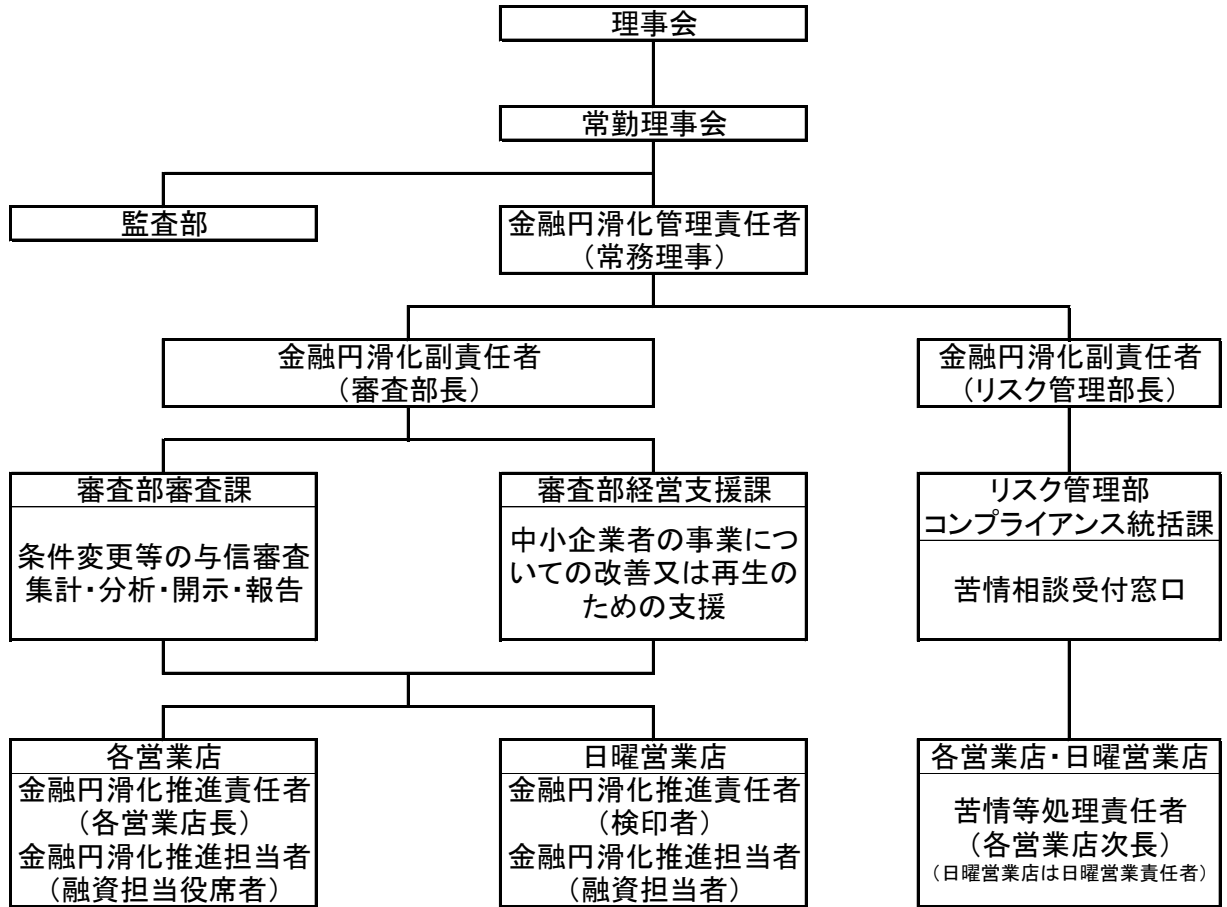 理事会
常勤理事会
監査部
金融円滑化管理責任者
（常務理事）
金融円滑化副責任者
（審査部長）
金融円滑化副責任者
（リスク管理部長）
審査部審査課
条件変更等の与信審査
集計・分析・開示・報告
審査部経営支援課
中小企業者の事業につ
いての改善又は再生の
ための支援
リスク管理部
コンプライアンス統括課
苦情相談受付窓口
各営業店
金融円滑化推進責任者
（各営業店長）
金融円滑化推進担当者
（融資担当役席者）
日曜営業店
金融円滑化推進責任者
（検印者）
金融円滑化推進担当者
（融資担当者）
各営業店・日曜営業店
苦情等処理責任者
（各営業店次長）
（日曜営業店は日曜営業責任者）